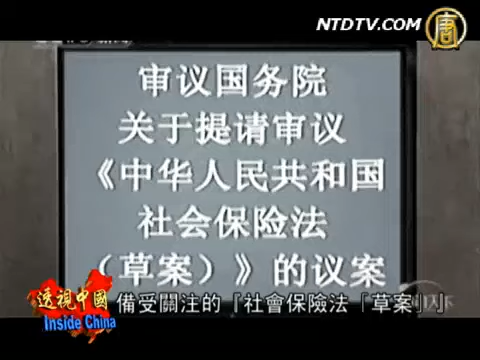 NTDTV.COM
唐
审议国务院
关于提请审议
《中华人民共和国
社会保险法
（草案）》的议案
透視中國
Inside China
備受關注的『社會保險法「草案」』